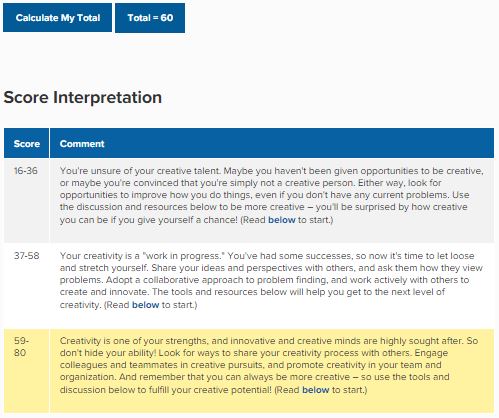 Calculate My Total Total = 60
Score Interpretation
Score Comment
16-36 You're unsure of your creative talent. Maybe you haven't been given opportunities to be creative,
or maybe you're convinced that you're simply not a creative person. Either way, look for
opportunities to improve how you do things, even if you don't have any current problems. Use
the discussion and resources below to be more creative – you'll be surprised by how creative
you can be if you give yourself a chance! (Read below to start.)
37-58 Your creativity is a "work in progress." You've had some successes, so now it's time to let loose
and stretch yourself. Share your ideas and perspectives with others, and ask them how they view
problems. Adopt a collaborative approach to problem finding, and work actively with others to
create and innovate. The tools and resources below will help you get to the next level of
creativity. (Read below to start.)
59- Creativity is one of your strengths, and innovative and creative minds are highly sought after. So
80 don't hide your ability! Look for ways to share your creativity process with others. Engage
colleagues and teammates in creative pursuits, and promote creativity in your team and
organization. And remember that you can always be more creative – so use the tools and
discussion below to fulfill your creative potential! (Read below to start.)